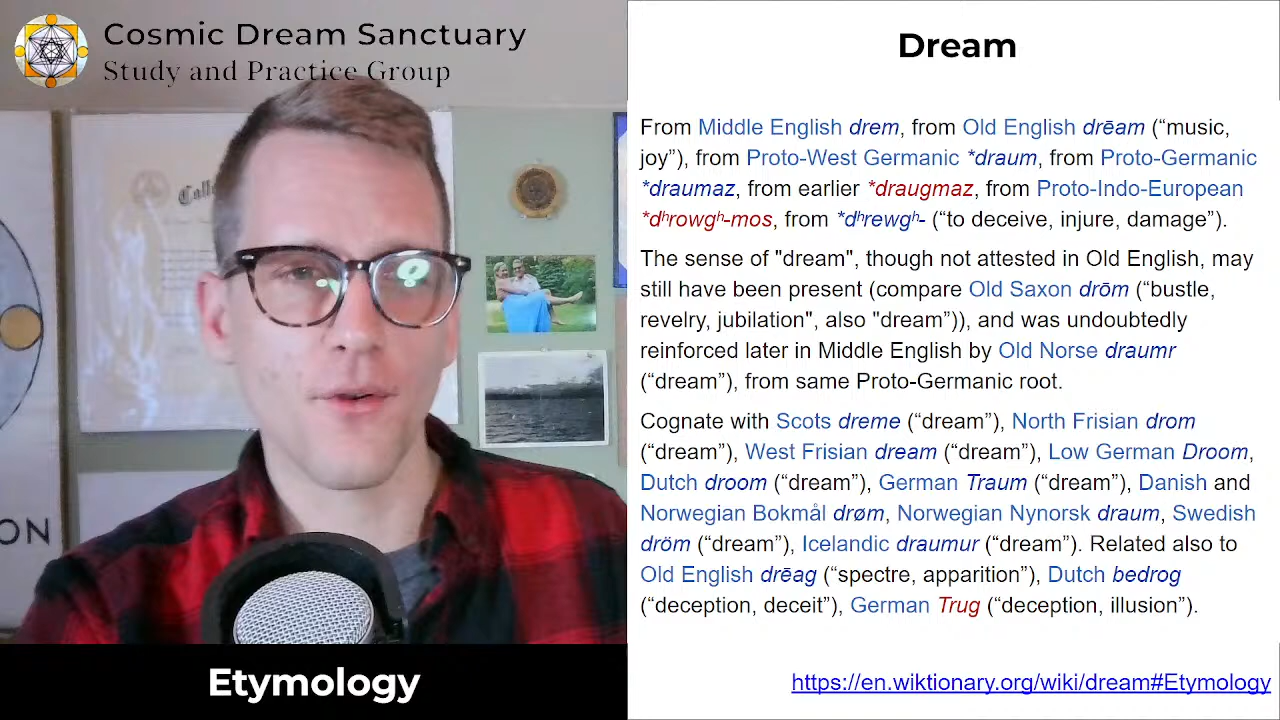 Cosmic Dream Sanctuary
Study and Practice Group
ON
Etymology
Dream
From Middle English drem, from Old English drēam (“music,
joy”), from Proto-West Germanic *draum, from Proto-Germanic
*draumaz, from earlier *draugmaz, from Proto-Indo-European
*dʰrowgʰ-mos, from *dʰrewgʰ- (“to deceive, injure, damage”).
The sense of "dream", though not attested in Old English, may
still have been present (compare Old Saxon drōm (“bustle,
revelry, jubilation", also "dream”)), and was undoubtedly
reinforced later in Middle English by Old Norse draumr
(“dream”), from same Proto-Germanic root.
Cognate with Scots dreme (“dream”), North Frisian drom
(“dream”), West Frisian dream (“dream”), Low German Droom,
Dutch droom (“dream”), German Traum (“dream”), Danish and
Norwegian Bokmål drøm, Norwegian Nynorsk draum, Swedish
dröm (“dream”), Icelandic draumur (“dream”). Related also to
Old English drēag (“spectre, apparition”), Dutch bedrog
(“deception, deceit”), German Trug (“deception, illusion”).
https://en.wiktionary.org/wiki/dream#Etymology